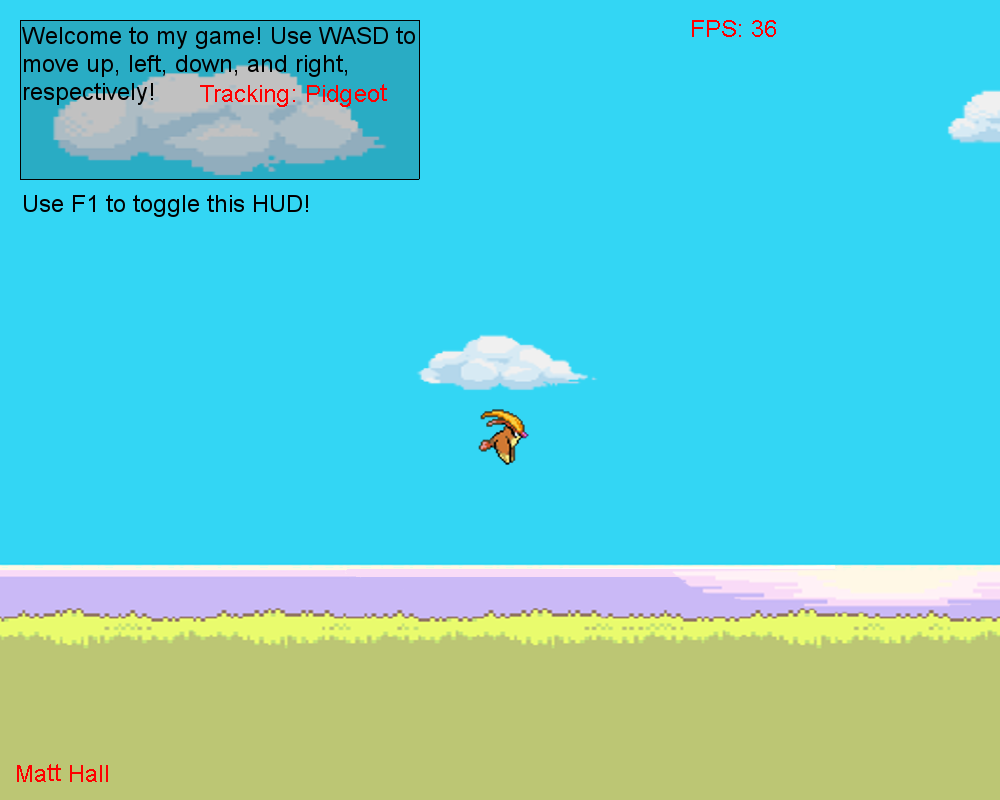 Welcome to my game! Use WASD to
move up, left, down, and right,
respectively!
Tracking: Pidgeot
Use F1 to toggle this HUD!
FPS: 36
Matt Hall